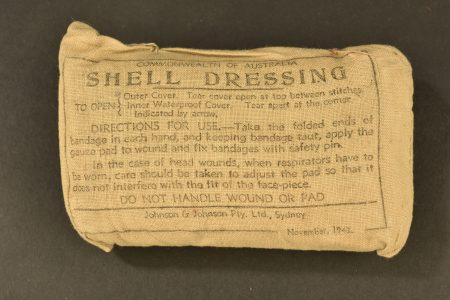 COMMONWEALTH OF AUSTRALIA
SHELL DRESSING
TO OPEN
Outer Cover. Tear cover open at top between stitches.
Inner Waterproof Cover. Tear apart at the corner
Indicated by arrow.
DIRECTIONS FOR USE.—Take the folded ends of
bandage in each hand, and keeping bandage taut, apply the
gauze pad to wound and fix bandages with safety pin.
In the case of head wounds, when respirators have to
be worn, care should be taken to adjust the pad so that it
does not interfere with the fit of the face-piece.
DO NOT HANDLE WOUND OR PAD
Johnson & Johnson Pty. Ltd., Sydney
November,